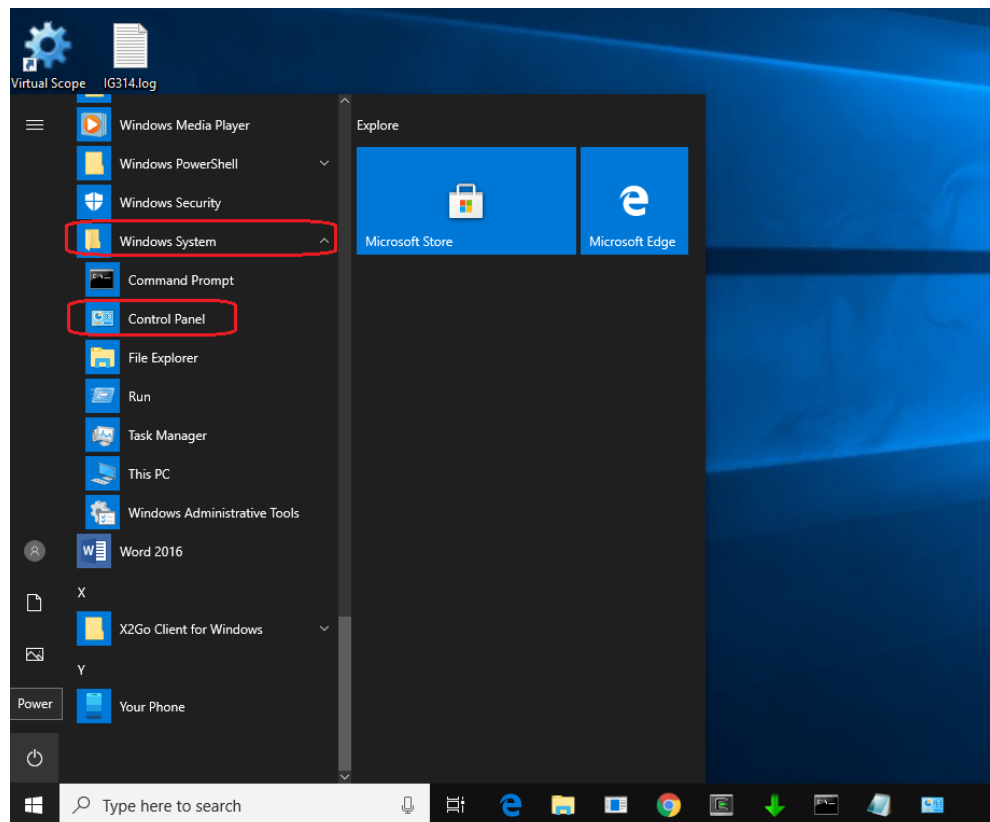 Virtual Scope
IG314.log
Windows Media Player
Explore
Windows PowerShell
Windows Security
Windows System
Microsoft Store
Microsoft Edge
Command Prompt
Control Panel
File Explorer
Run
Task Manager
This PC
Windows Administrative Tools
Word 2016
X
X2Go Client for Windows
Y
Power
Your Phone
Type here to search